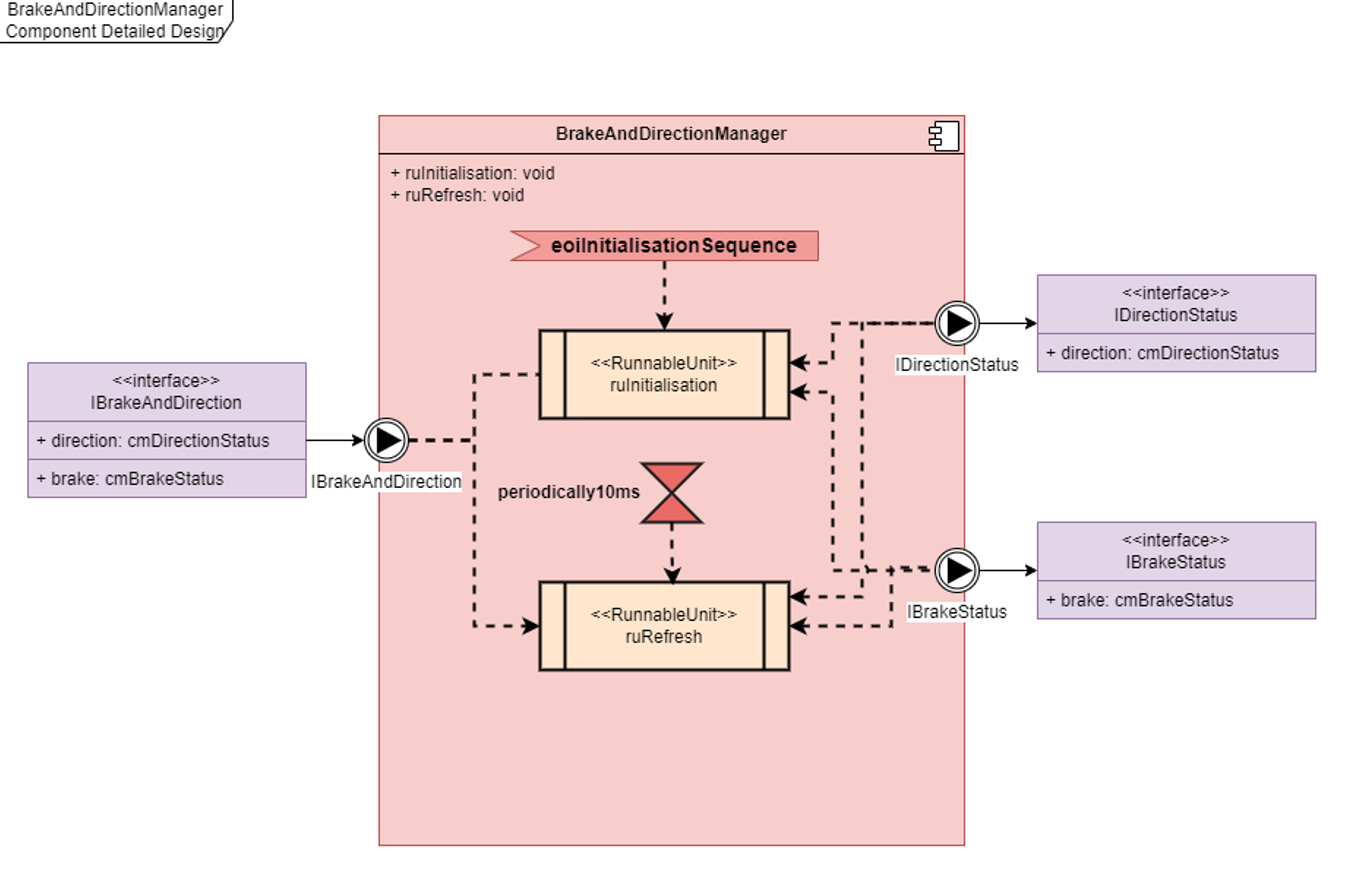 BrakeAndDirectionManager
Component Detailed Design
BrakeAndDirectionManager
+ ruInitialisation: void
+ ruRefresh: void
eoiInitialisationSequence
<<RunnableUnit>>
ruInitialisation
periodically10ms
<<RunnableUnit>>
ruRefresh
<<interface>>
IBrakeAndDirection
+ direction: cmDirectionStatus
+ brake: cmBrakeStatus
IBrakeAndDirection
IDirectionStatus
<<interface>>
IDirectionStatus
+ direction: cmDirectionStatus
IBrakeStatus
<<interface>>
IBrakeStatus
+ brake: cmBrakeStatus